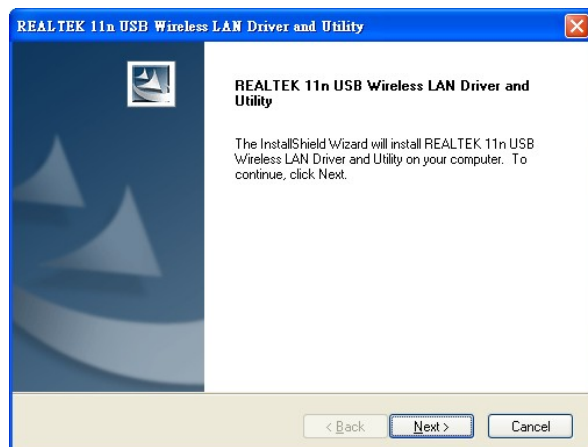 REALTEK 11n USB Wireless LAN Driver and Utility
REALTEK 11n USB Wireless LAN Driver and
Utility
The InstallShield Wizard will install REALTEK 11n USB
Wireless LAN Driver and Utility on your computer. To
continue, click Next.
< Back
Next >
Cancel